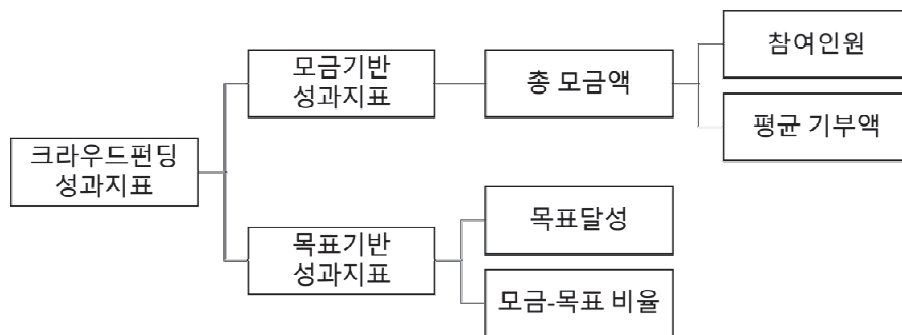 크라우드펀딩
성과지표
모금기반
성과지표
총 모금액
참여인원
평균 기부액
목표기반
성과지표
목표달성
모금-목표 비율